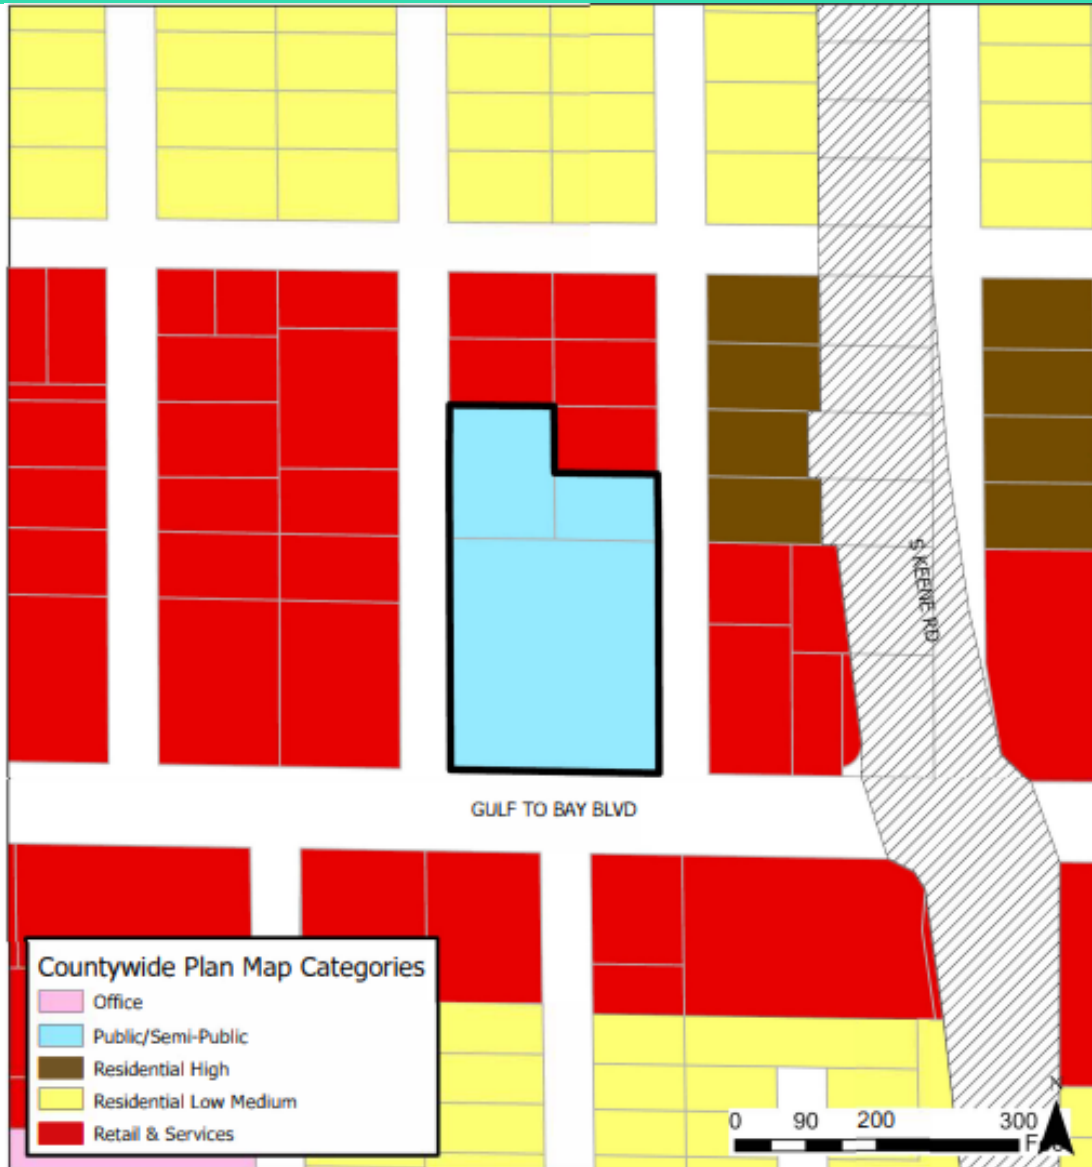 S KEENE RD
GULF TO BAY BLVD
Countywide Plan Map Categories
Office
Public/Semi-Public
Residential High
Residential Low Medium
Retail & Services
0 90 200 300